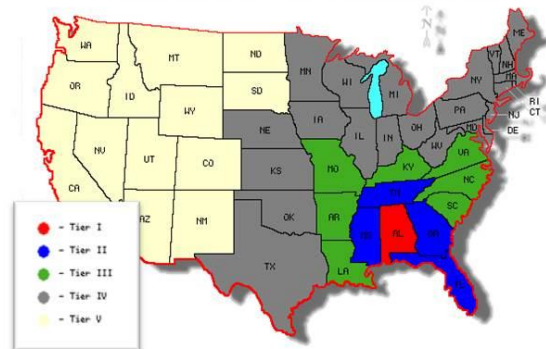 ME
WA
MT
ND
MN
VT
NH
OR
ID
SD
WI
MI
NY
MA
RI
CT
WY
IA
PA
NJ
NE
IL
IN
OH
MD
DE
NV
UT
CO
KS
MO
KY
WV
VA
CA
NC
TN
AZ
NM
OK
AR
SC
MS
AL
GA
TX
LA
FL
- Tier I
- Tier II
- Tier III
- Tier IV
- Tier V